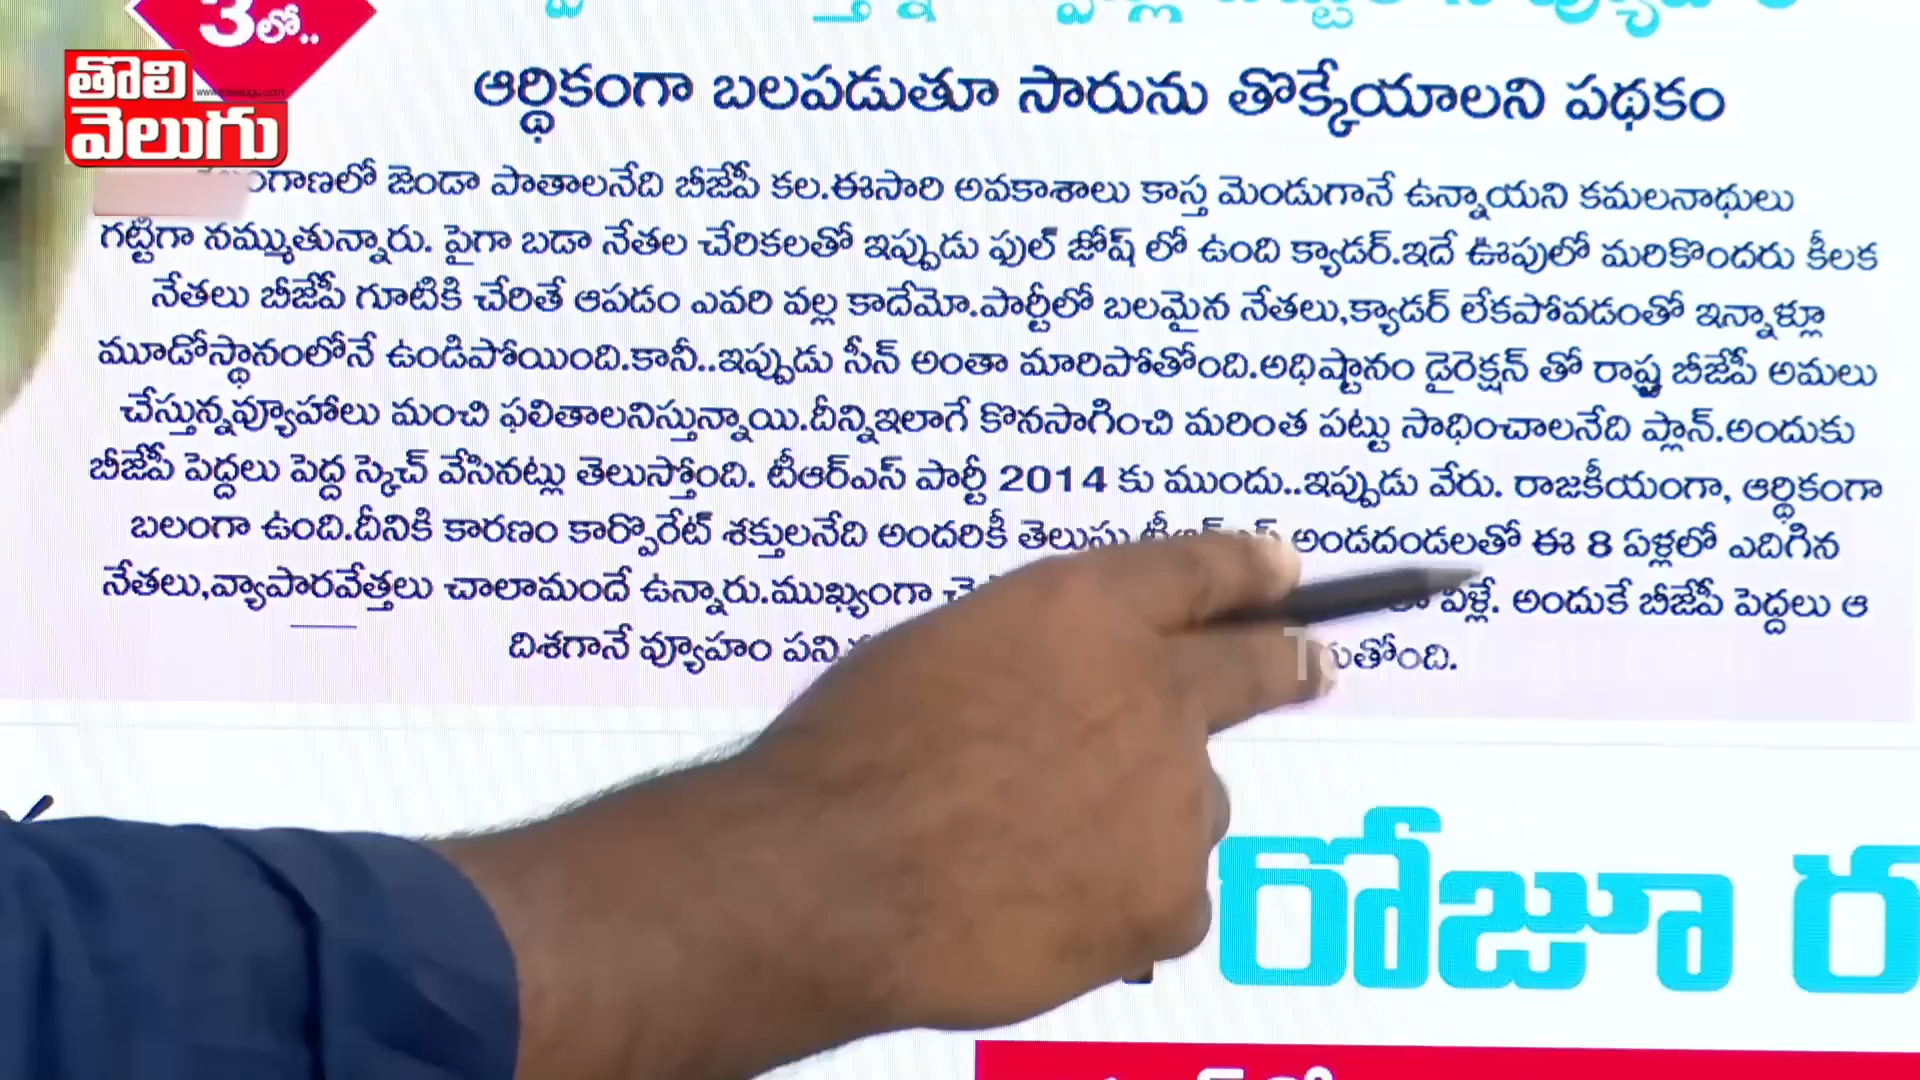 3లో..
తొలి
వెలుగు
ఆర్థికంగా బలపడుతూ సారును తొక్కేయాలని పథకం
జెండా పాతాలనేది బీజేపీ కల.ఈసారి అవకాశాలు కాస్త మెండుగానే ఉన్నాయని కమలనాథులు
గట్టిగా నమ్ముతున్నారు. పైగా బడా నేతల చేరికలతో ఇప్పుడు ఫుల్ జోష్ లో ఉంది క్యాడర్.ఇదే ఊపులో మరికొందరు కీలక
నేతలు బీజేపీ గూటికి చేరితే ఆపడం ఎవరి వల్ల కాదేమో.పార్టీలో బలమైన నేతలు,క్యాడర్ లేకపోవడంతో ఇన్నాళ్లూ
మూడోస్థానంలోనే ఉండిపోయింది.కానీ..ఇప్పుడు సీన్ అంతా మారిపోతోంది.అధిష్టానం డైరెక్షన్ తో రాష్ట్ర బీజేపీ అమలు
చేస్తున్నవ్యూహాలు మంచి ఫలితాలనిస్తున్నాయి.దీన్నిఇలాగే కొనసాగించి మరింత పట్టు సాధించాలనేది ప్లాన్.అందుకు
బీజేపీ పెద్దలు పెద్ద స్కెచ్ వేసినట్లు తెలుస్తోంది. టీఆర్ఎస్ పార్టీ 2014 కు ముందు..ఇప్పుడు వేరు. రాజకీయంగా, ఆర్థికంగా
బలంగా ఉంది.దీనికి కారణం కార్పొరేట్ శక్తులనేది అందరికీ తెలుసు టీఆర్ఎస్ అండదండలతో ఈ 8 ఏళ్లలో ఎదిగిన
నేతలు,వ్యాపారవేత్తలు చాలామందే ఉన్నారు.ముఖ్యంగా అందుకే బీజేపీ పెద్దలు ఆ
దిశగానే వ్యూహం
రోజూ ర